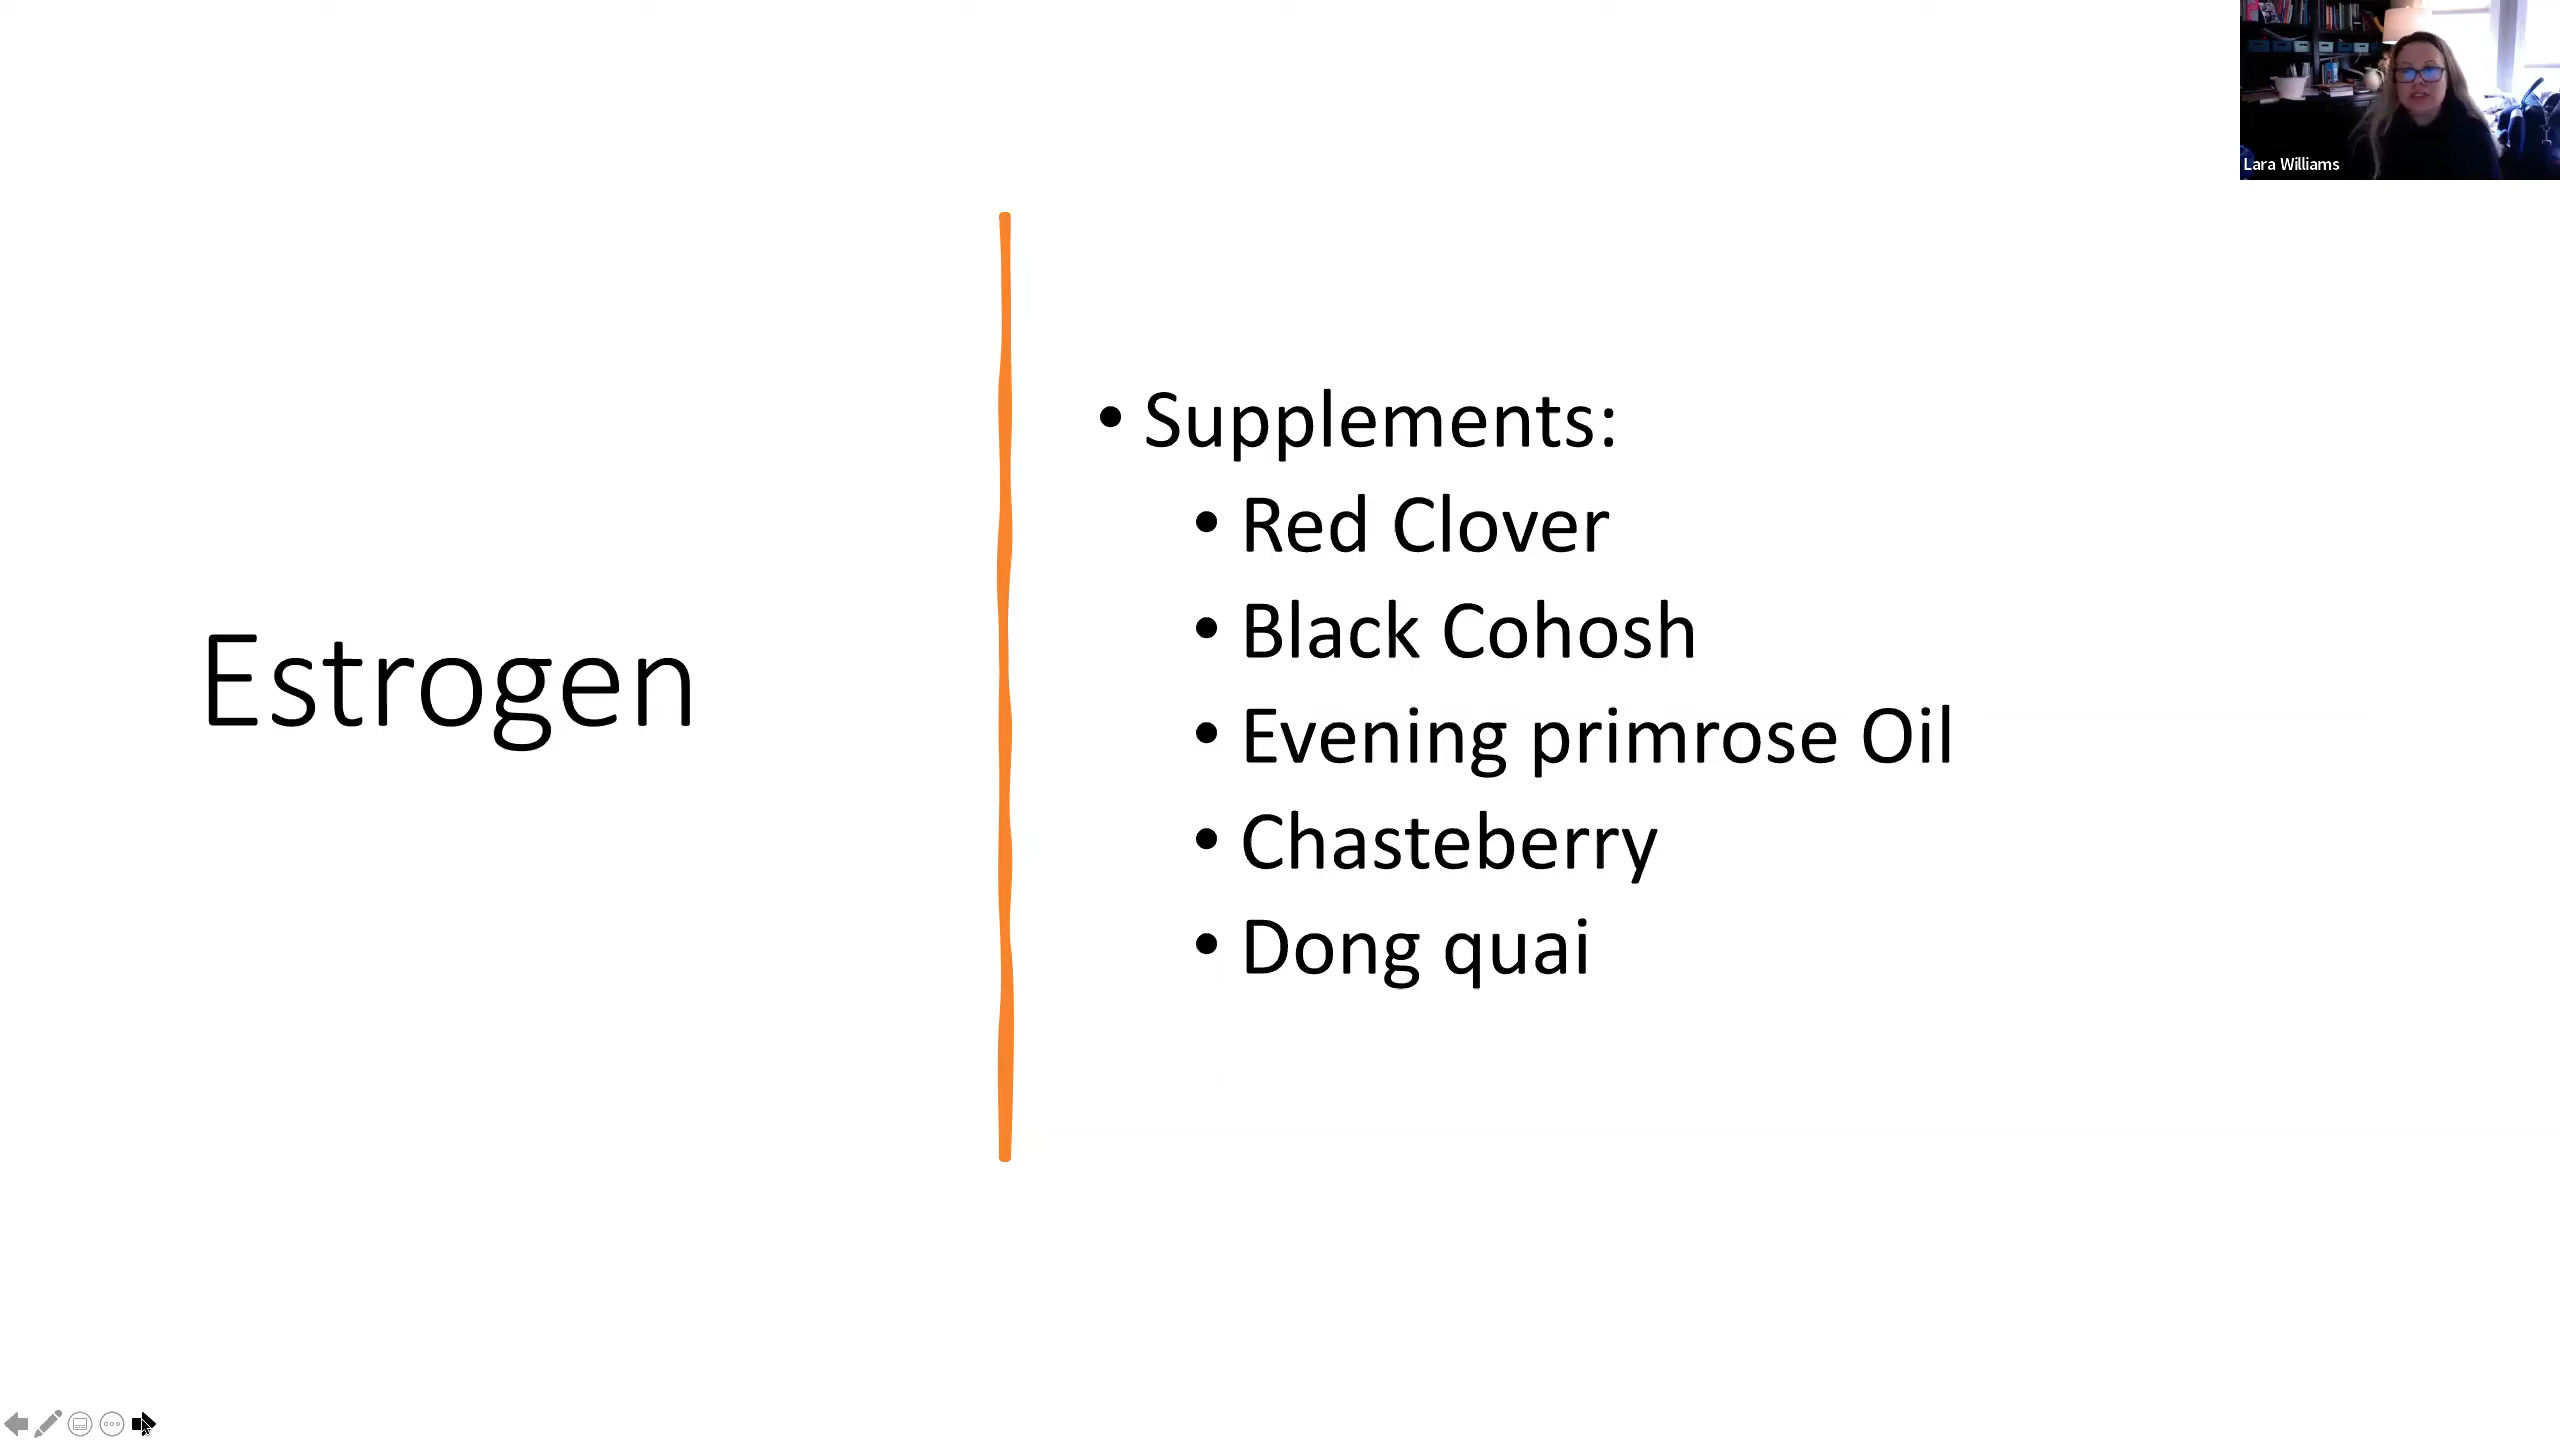 Lara Williams
Estrogen
• Supplements:
• Red Clover
• Black Cohosh
• Evening primrose Oil
• Chasteberry
• Dong quai